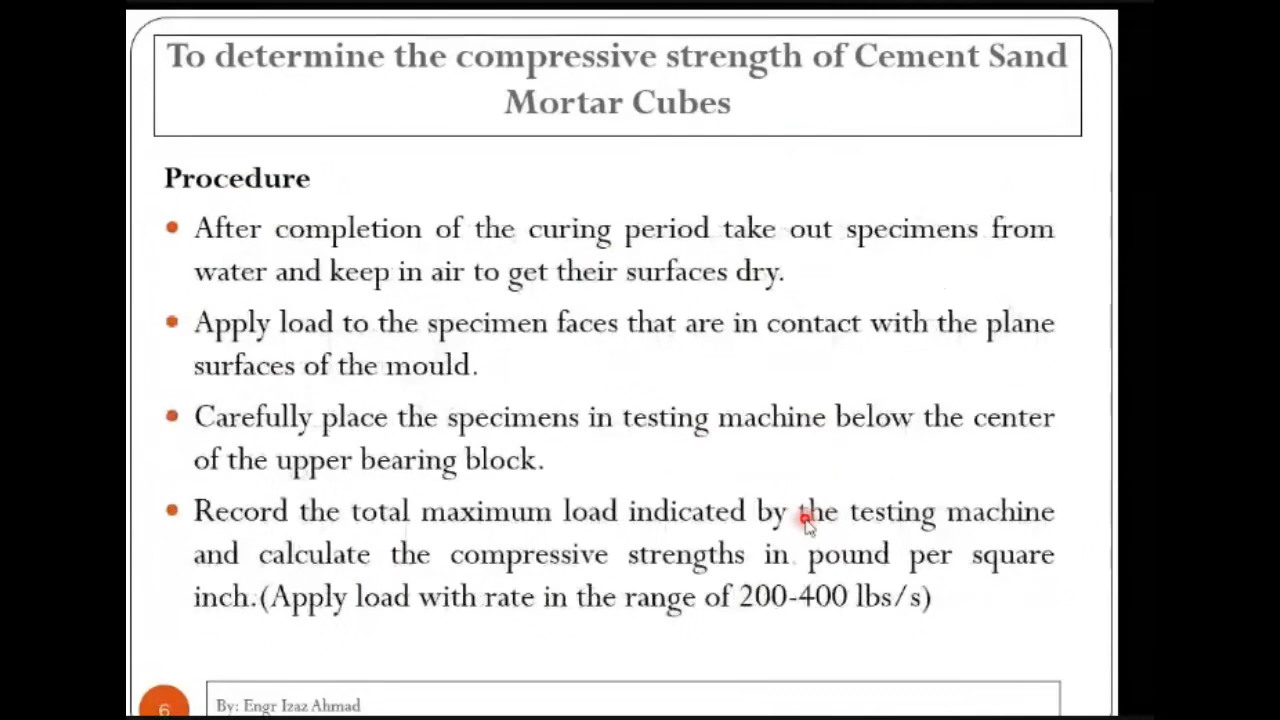 To determine the compressive strength of Cement Sand
Mortar Cubes
Procedure
After completion of the curing period take out specimens from
water and keep in air to get their surfaces dry.
Apply load to the specimen faces that are in contact with the plane
surfaces of the mould.
Carefully place the specimens in testing machine below the center
of the upper bearing block.
Record the total maximum load indicated by the testing machine
and calculate the compressive strengths in pound per square
inch.(Apply load with rate in the range of 200-400 lbs/s)
6
By: Engr Izaz Ahmad